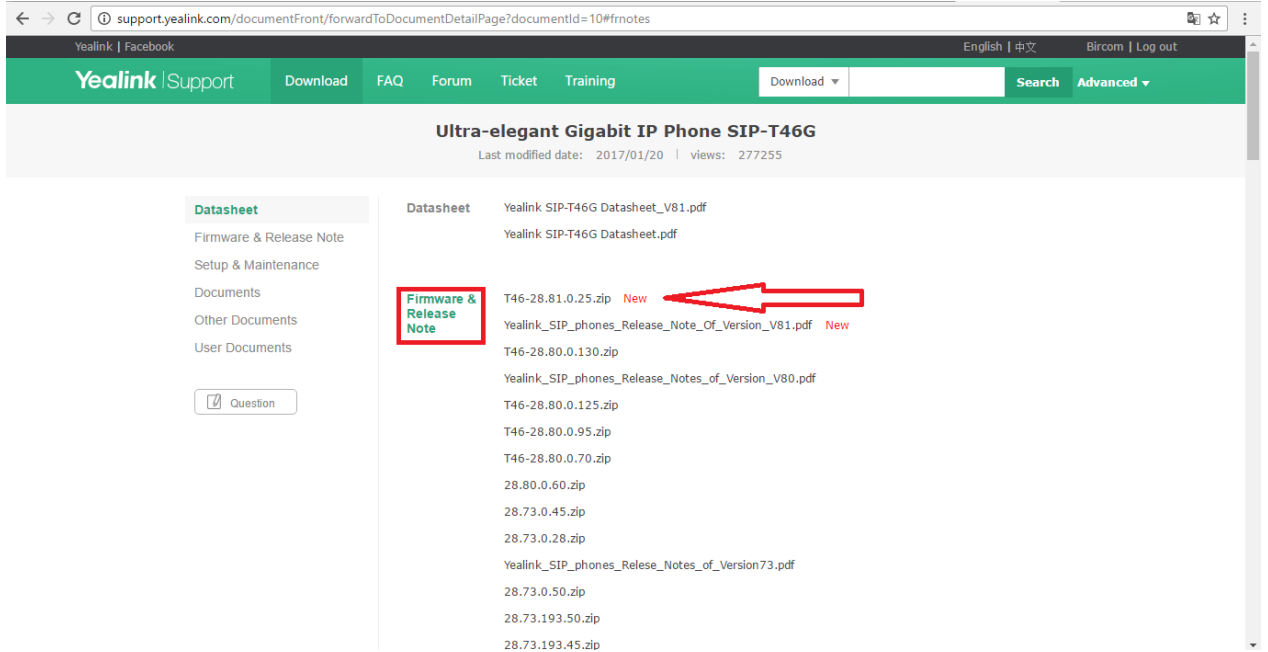 support.yealink.com/documentFront/forwardToDocumentDetailPage?documentId=10#frnotes
Yealink | Facebook
English | 中文
Bircom | Log out
Yealink | Support
Download
FAQ
Forum
Ticket
Training
Download
Search
Advanced
Ultra-elegant Gigabit IP Phone SIP-T46G
Last modified date: 2017/01/20 | views: 277255
Datasheet
Firmware & Release Note
Setup & Maintenance
Documents
Other Documents
User Documents
Question
Datasheet
Yealink SIP-T46G Datasheet_V81.pdf
Yealink SIP-T46G Datasheet.pdf
Firmware &
Release
Note
T46-28.81.0.25.zip New
Yealink_SIP_phones_Release_Note_Of_Version_V81.pdf New
T46-28.80.0.130.zip
Yealink_SIP_phones_Release_Notes_of_Version_V80.pdf
T46-28.80.0.125.zip
T46-28.80.0.95.zip
T46-28.80.0.70.zip
28.80.0.60.zip
28.73.0.45.zip
28.73.0.28.zip
Yealink_SIP_phones_Relese_Notes_of_Version73.pdf
28.73.0.50.zip
28.73.193.50.zip
28.73.193.45.zip